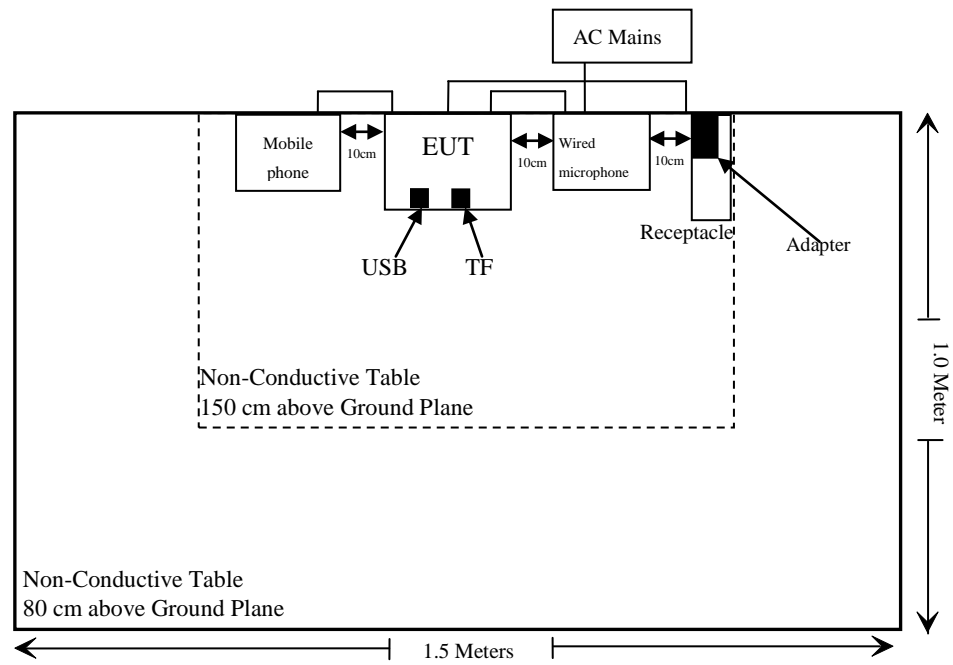 AC Mains
Mobile
phone
10cm
EUT
10cm
Wired
microphone
10cm
Receptacle
Adapter
USB
TF
Non-Conductive Table
150 cm above Ground Plane
1.0 Meter
Non-Conductive Table
80 cm above Ground Plane
1.5 Meters